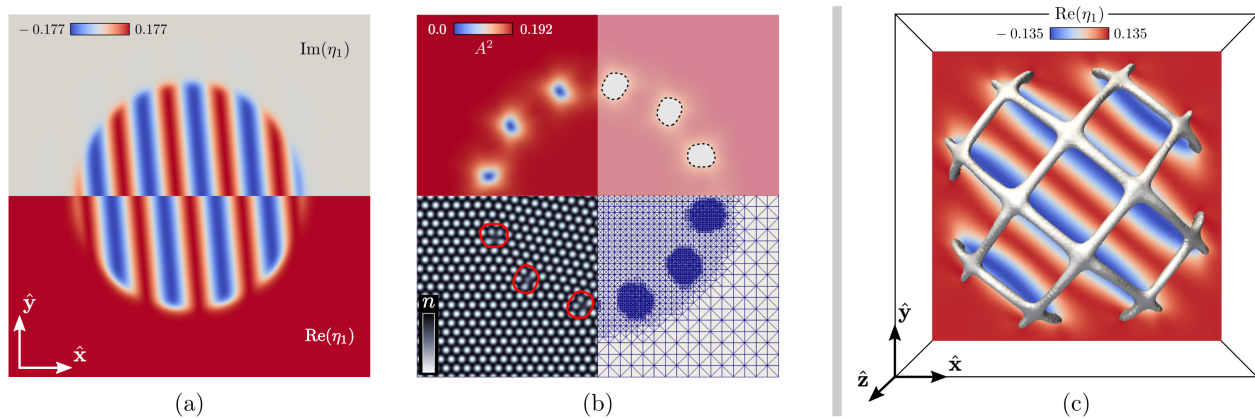 − 0.177 0.177
Im(η₁)
Re(η₁)
ŷ
x̂
(a)
0.0 0.192
A²
n
(b)
Re(η₁)
− 0.135 0.135
ŷ
x̂
ẑ
(c)